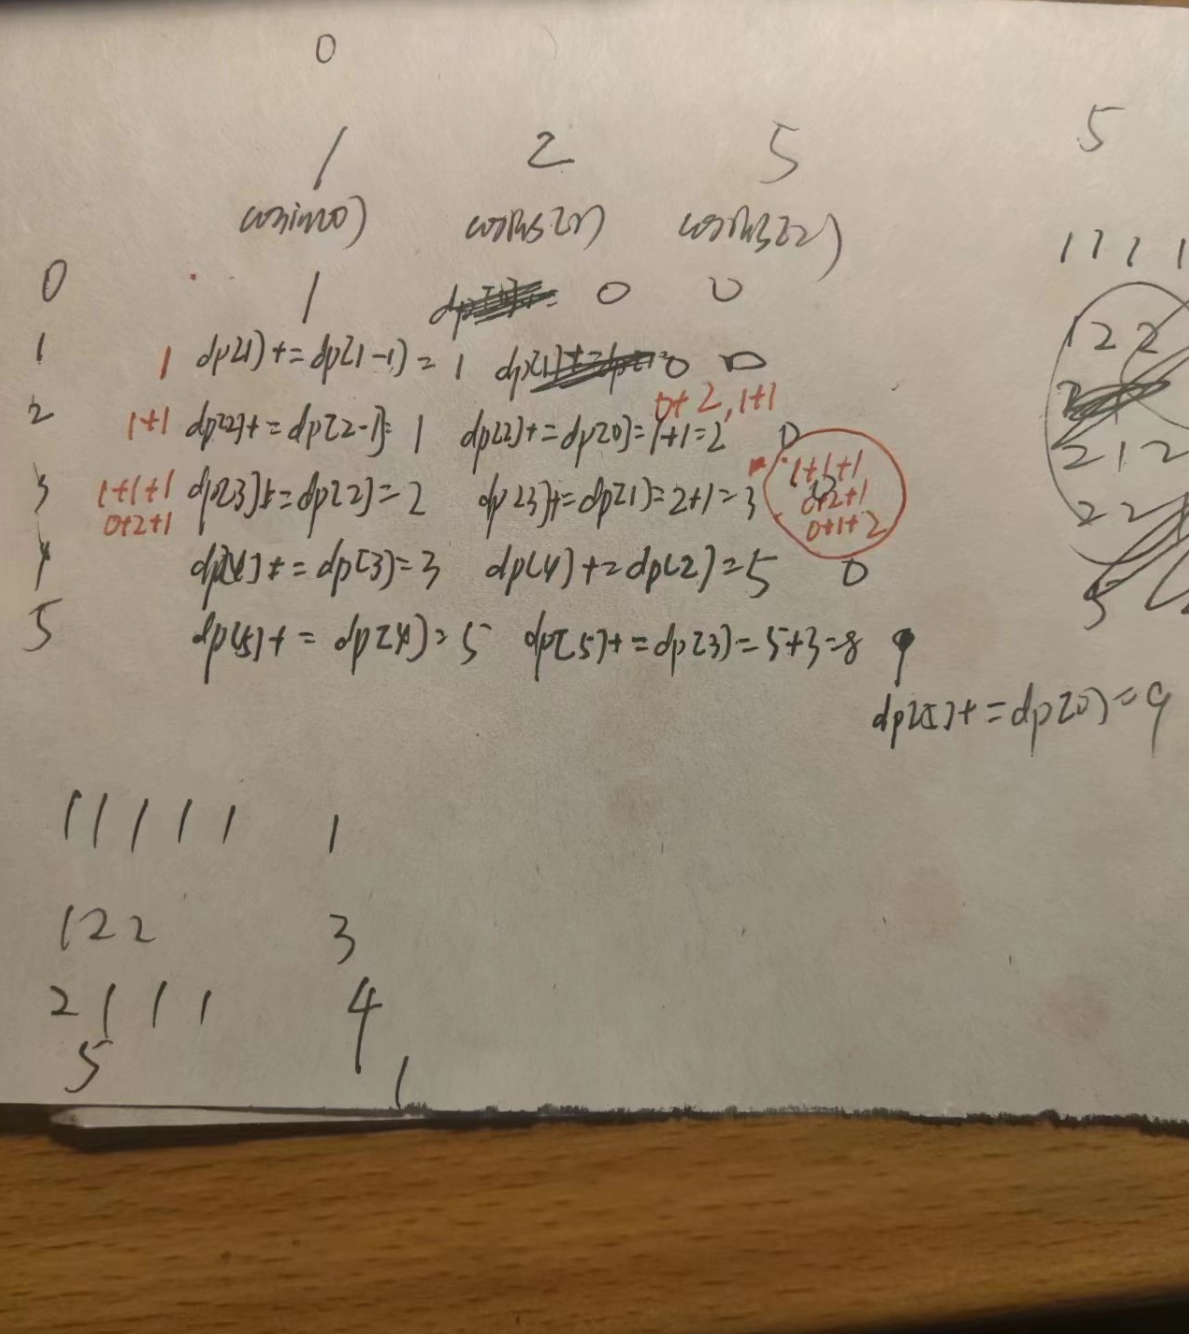 0
1 2 5 5
coins[0] coins[1] coins[2]
1 1 1 1
0 1 0 0
1 1 dp[1]+=dp[1-1)=1 0 0
1 2 2
0+2, 1+1
2 1+1 dp[2]+=dp[2-1]=1 dp[2]+=dp[0]=1+1=2 0
2 1 2
3 1+1+1 dp[3]+=dp[2]=2 dp[3]+=dp[1)=2+1=3 1+1+1
0+2+1 0+2+1
0+1+2
2 2
4 dp[4]+=dp[3)=3 dp[4)+=dp[2]=5 0
5
5 dp[5]+=dp[4)=5 dp[5)+=dp[3)=5+3=8 9
dp[5]+=dp[0)=9
1 1 1 1 1 1
1 2 2 3
2 1 1 1 4
5 1